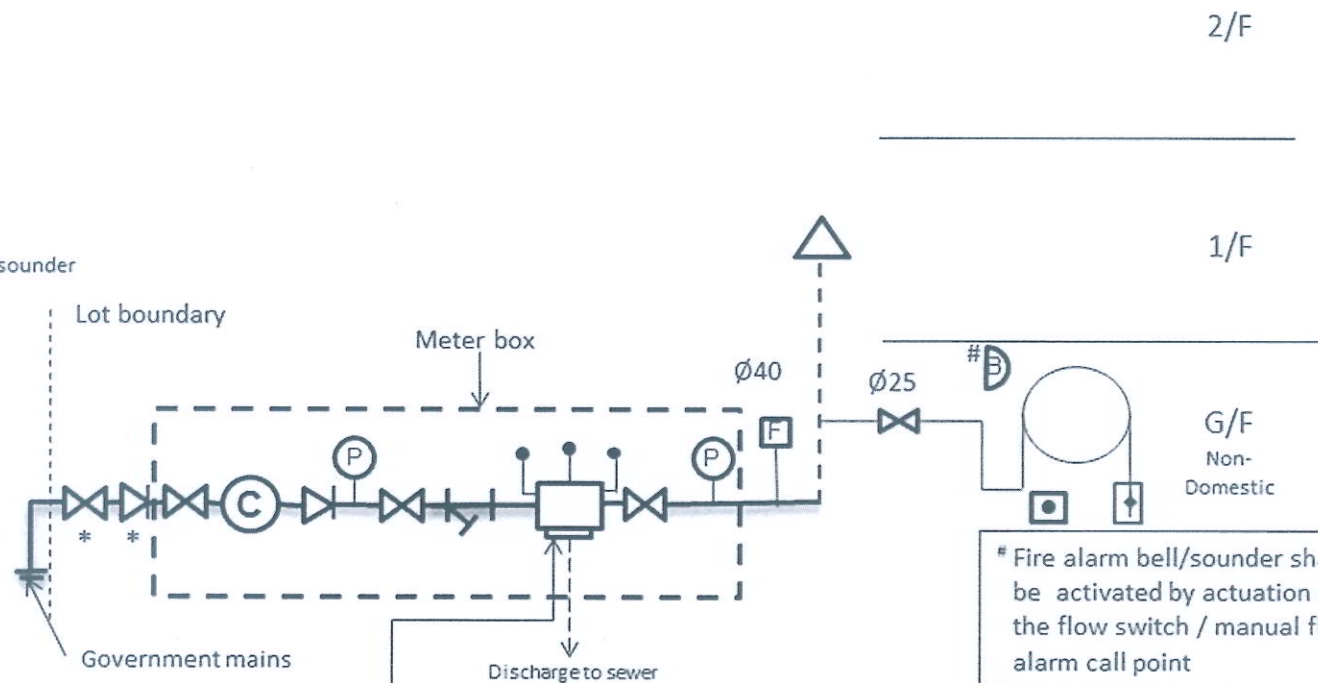 2/F
1/F
sounder
Lot boundary
Meter box
Ø40
Ø25
#
B
G/F
Non-
Domestic
F
P
P
C
* *
# Fire alarm bell/sounder sh
be activated by actuation
the flow switch / manual f
alarm call point
Government mains
Discharge to sewer